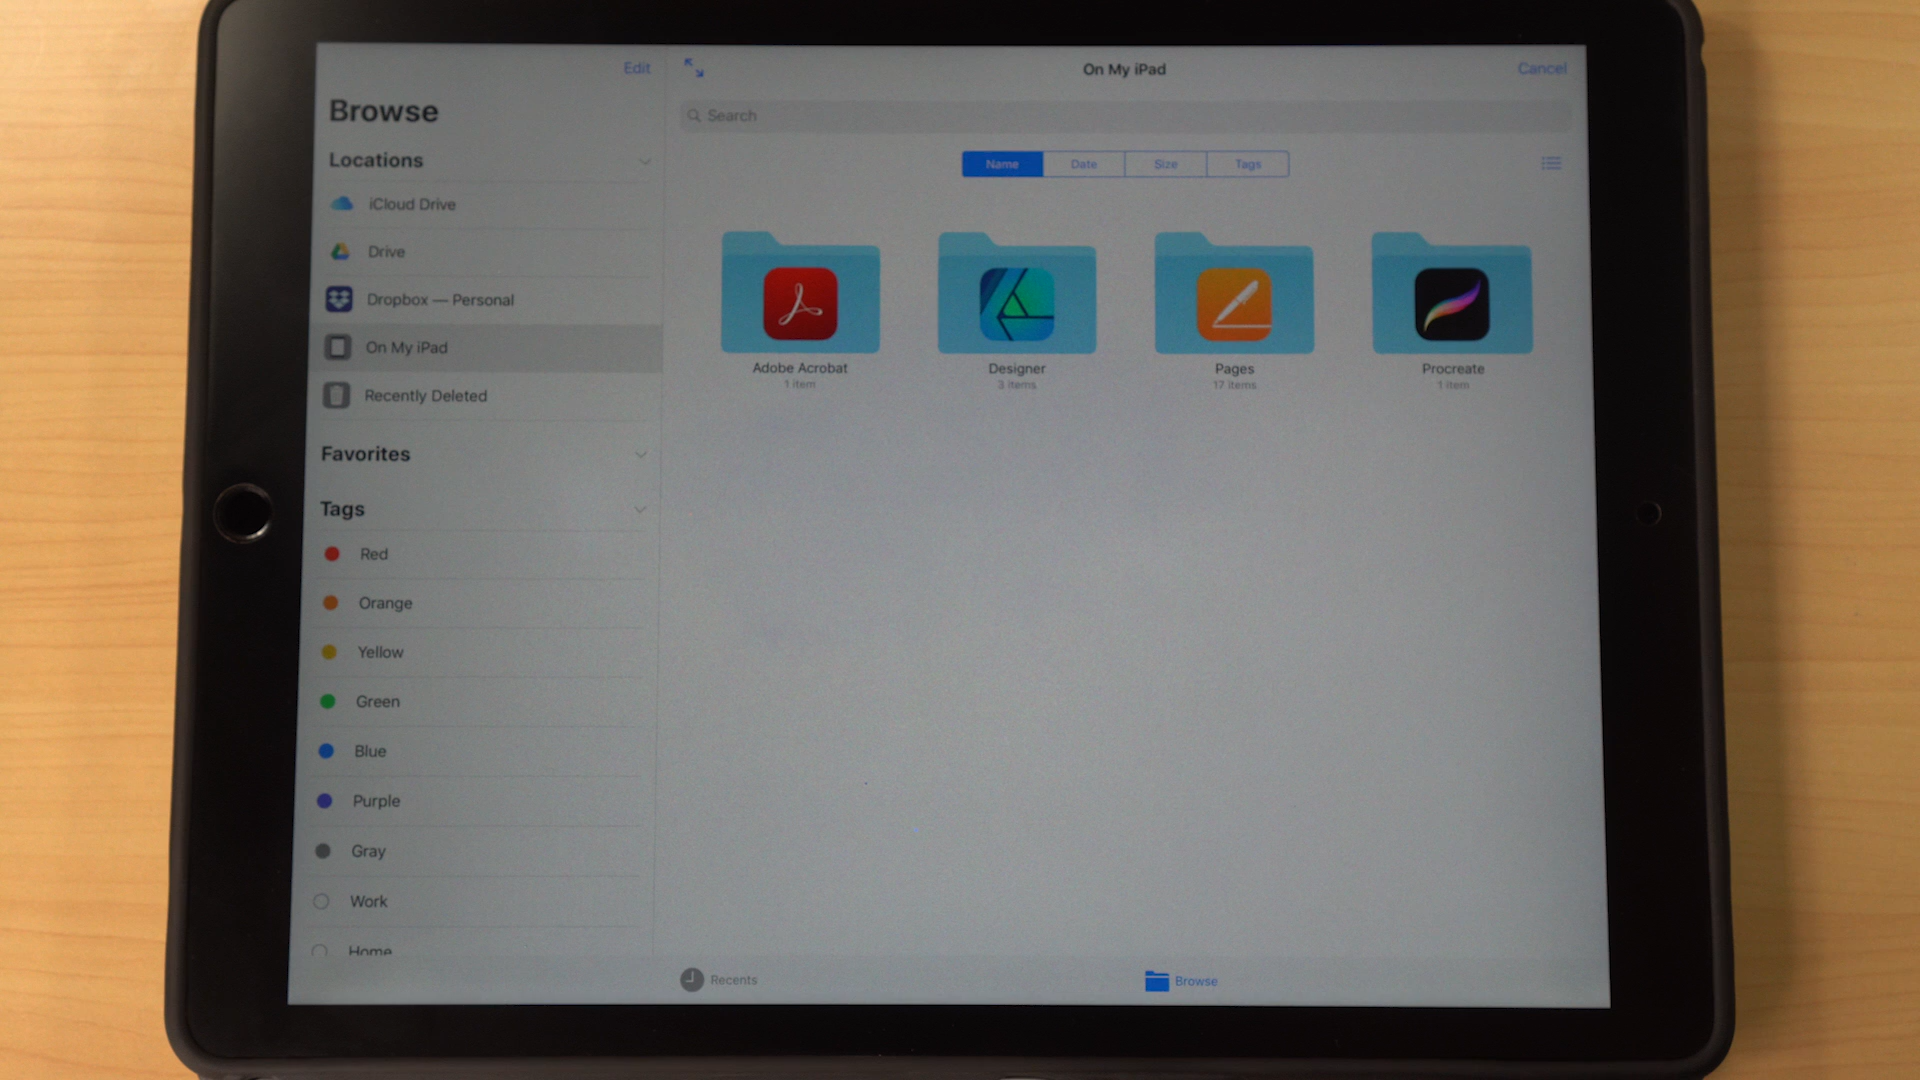 Edit
On My iPad
Cancel
Browse
Search
Locations
Name Date Size Tags
iCloud Drive
Drive
Dropbox — Personal
On My iPad
Recently Deleted
Adobe Acrobat
1 item
Designer
3 items
Pages
17 items
Procreate
1 item
Favorites
Tags
Red
Orange
Yellow
Green
Blue
Purple
Gray
Work
Home
Recents
Browse